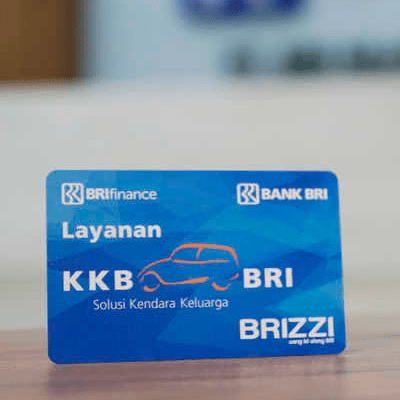 BRIfinance BANK BRI
Layanan
KKB BRI
Solusi Kendara Keluarga
BRIZZI